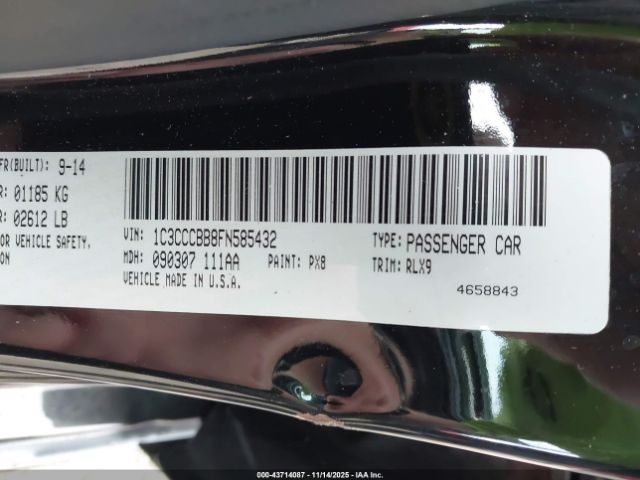 FR(BUILT): 9-14
R: 01185 KG
R: 02612 LB
OR VEHICLE SAFETY,
ION
VIN: 1C3CCCBB8FN585432
TYPE: PASSENGER CAR
MDH: 090307 111AA
PAINT: PX8
TRIM: RLX9
VEHICLE MADE IN U.S.A.
4658843
000-43714087 - 11/14/2025 - IAA Inc.